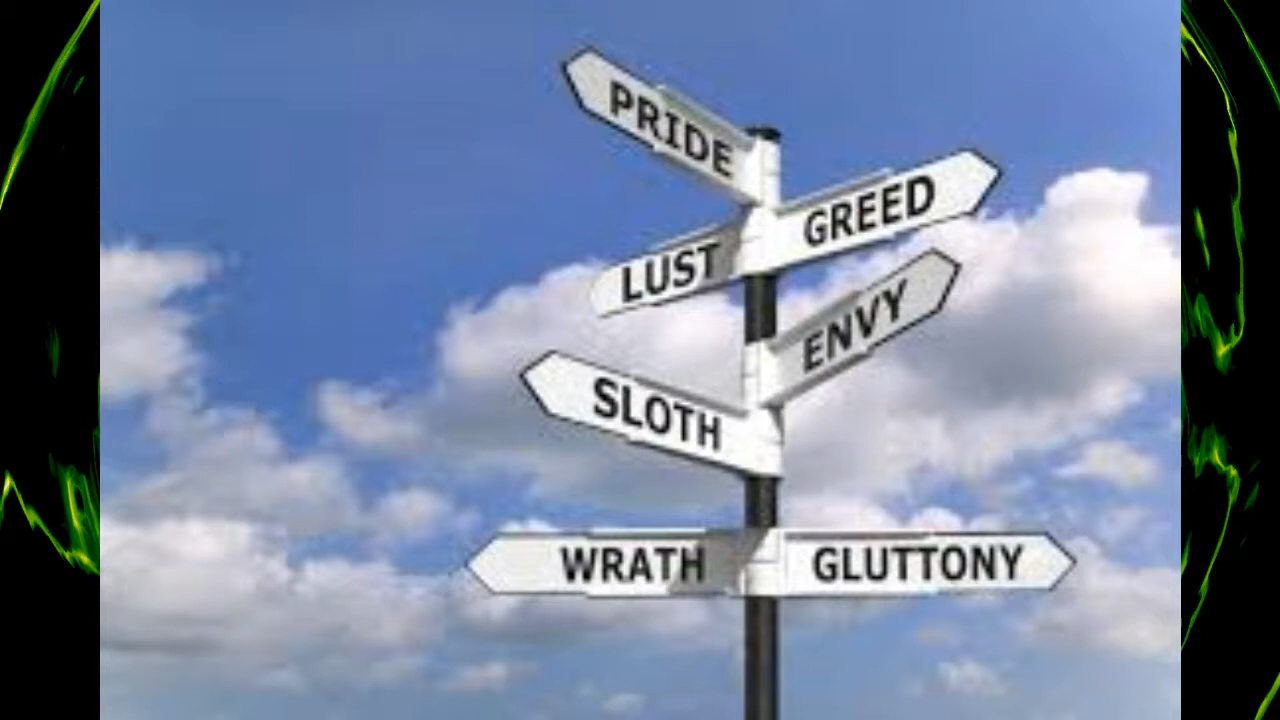 PRIDE
GREED
LUST
ENVY
SLOTH
WRATH
GLUTTONY